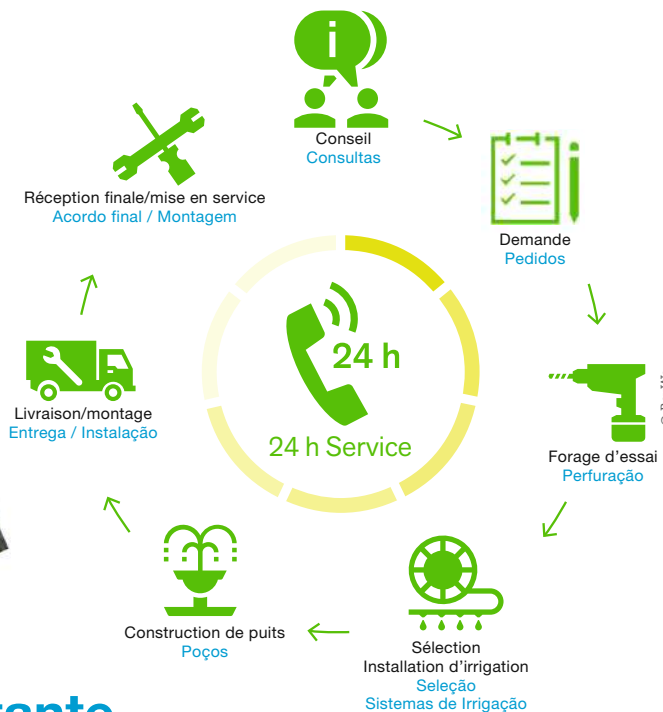 i
Conseil
Consultas
Demande
Pedidos
Forage d’essai
Perfuração
Sélection
Installation d’irrigation
Seleção
Sistemas de Irrigação
Construction de puits
Poços
Livraison/montage
Entrega / Instalação
Réception finale/mise en service
Acordo final / Montagem
24 h
24 h Service